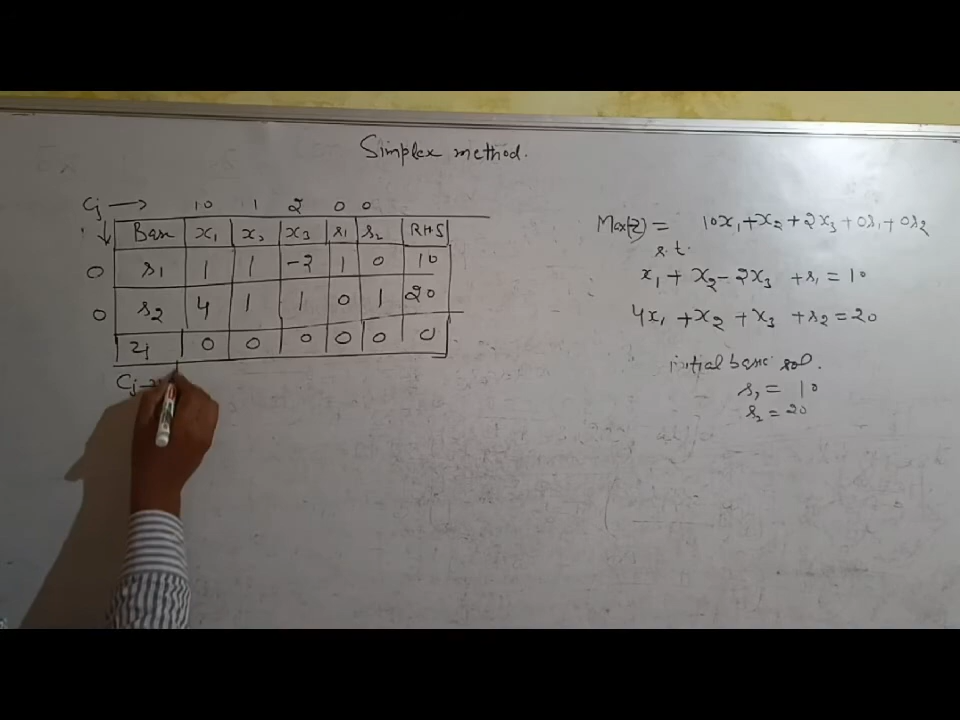 Simplex method.
Cj → 10 1 2 0 0
Base x1 x2 x3 s1 s2 RHS
0 s1 1 1 -2 1 0 10
0 s2 4 1 1 0 1 20
Zj 0 0 0 0 0 0
Cj-
Max(Z) = 10x1+x2+2x3+0s1+0s2
s.t.
x1 + x2 - 2x3 + s1 = 10
4x1 + x2 + x3 + s2 = 20
initial basic sol.
s1 = 10
s2 = 20